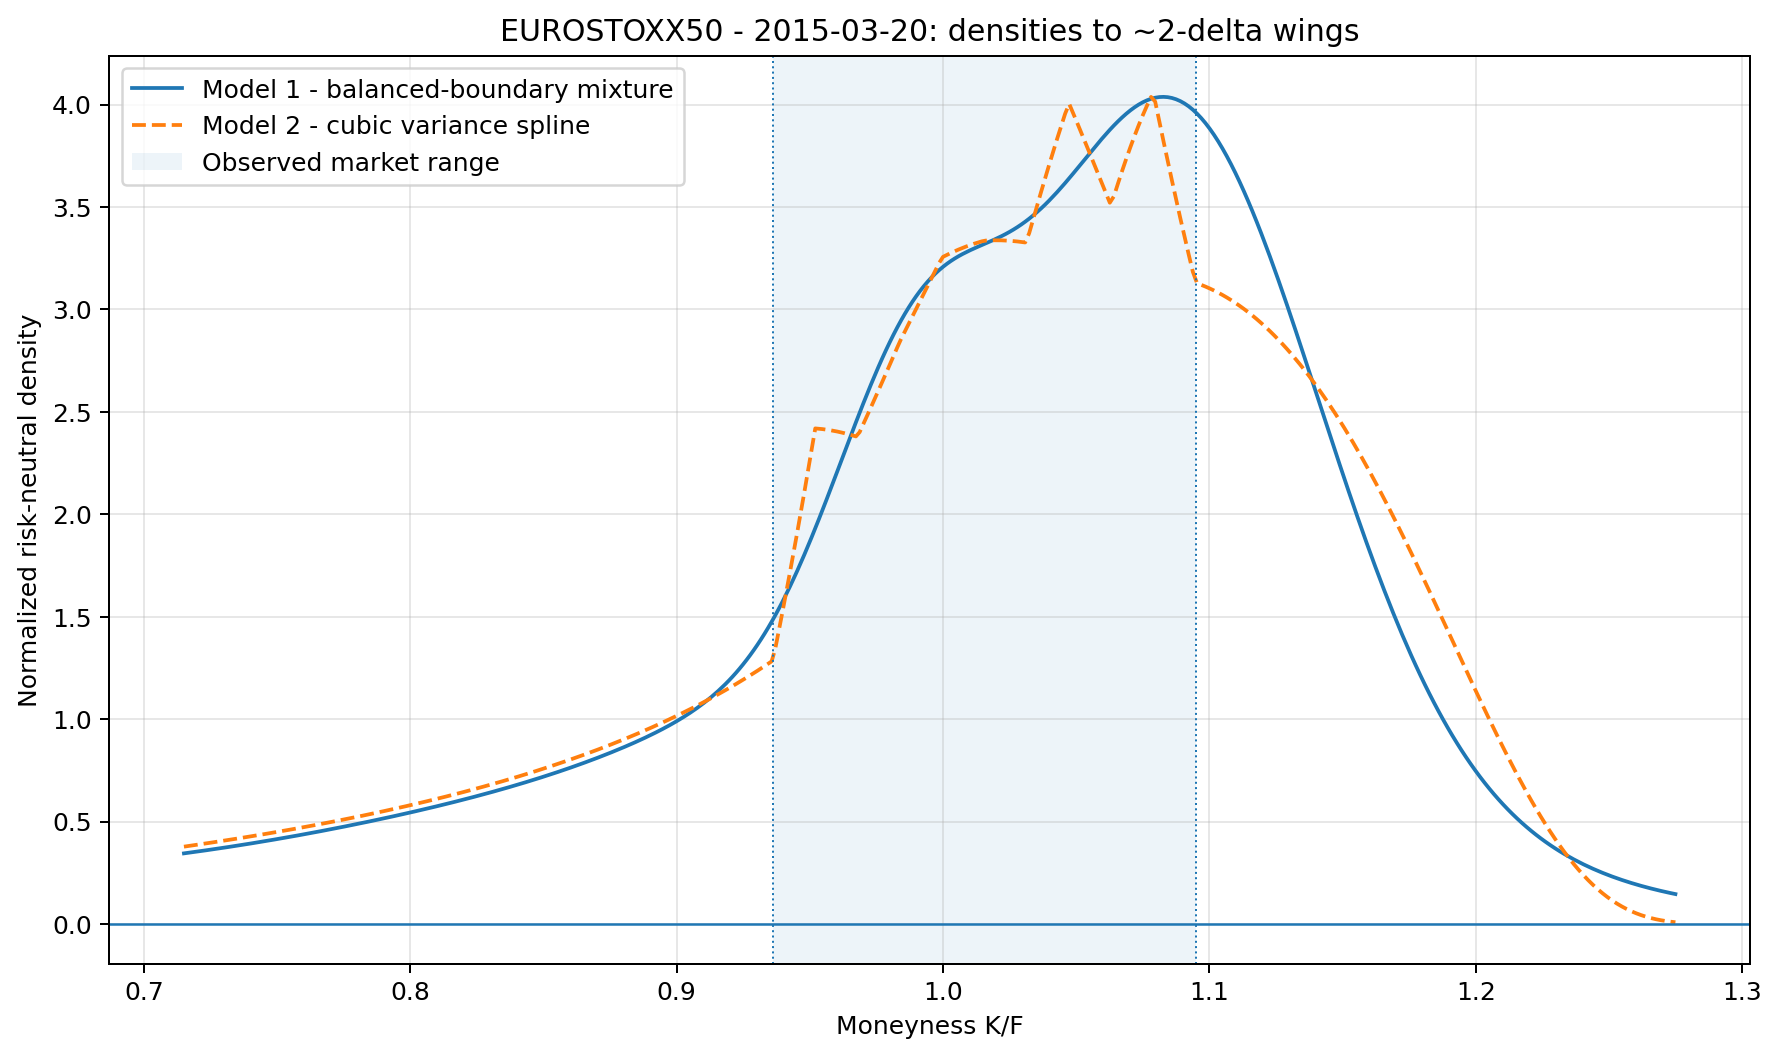 EUROSTOXX50 - 2015-03-20: densities to ~2-delta wings
Model 1 - balanced-boundary mixture
Model 2 - cubic variance spline
Observed market range
Normalized risk-neutral density
4.0
3.5
3.0
2.5
2.0
1.5
1.0
0.5
0.0
0.7
0.8
0.9
1.0
1.1
1.2
1.3
Moneyness K/F